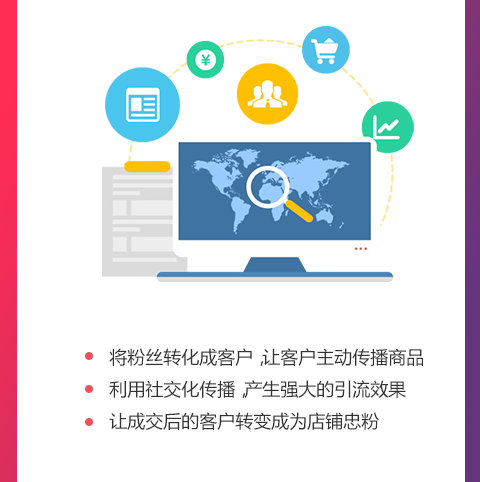 ¥
将粉丝转化成客户,让客户主动传播商品
利用社交化传播,产生强大的引流效果
让成交后的客户转变成为店铺忠粉